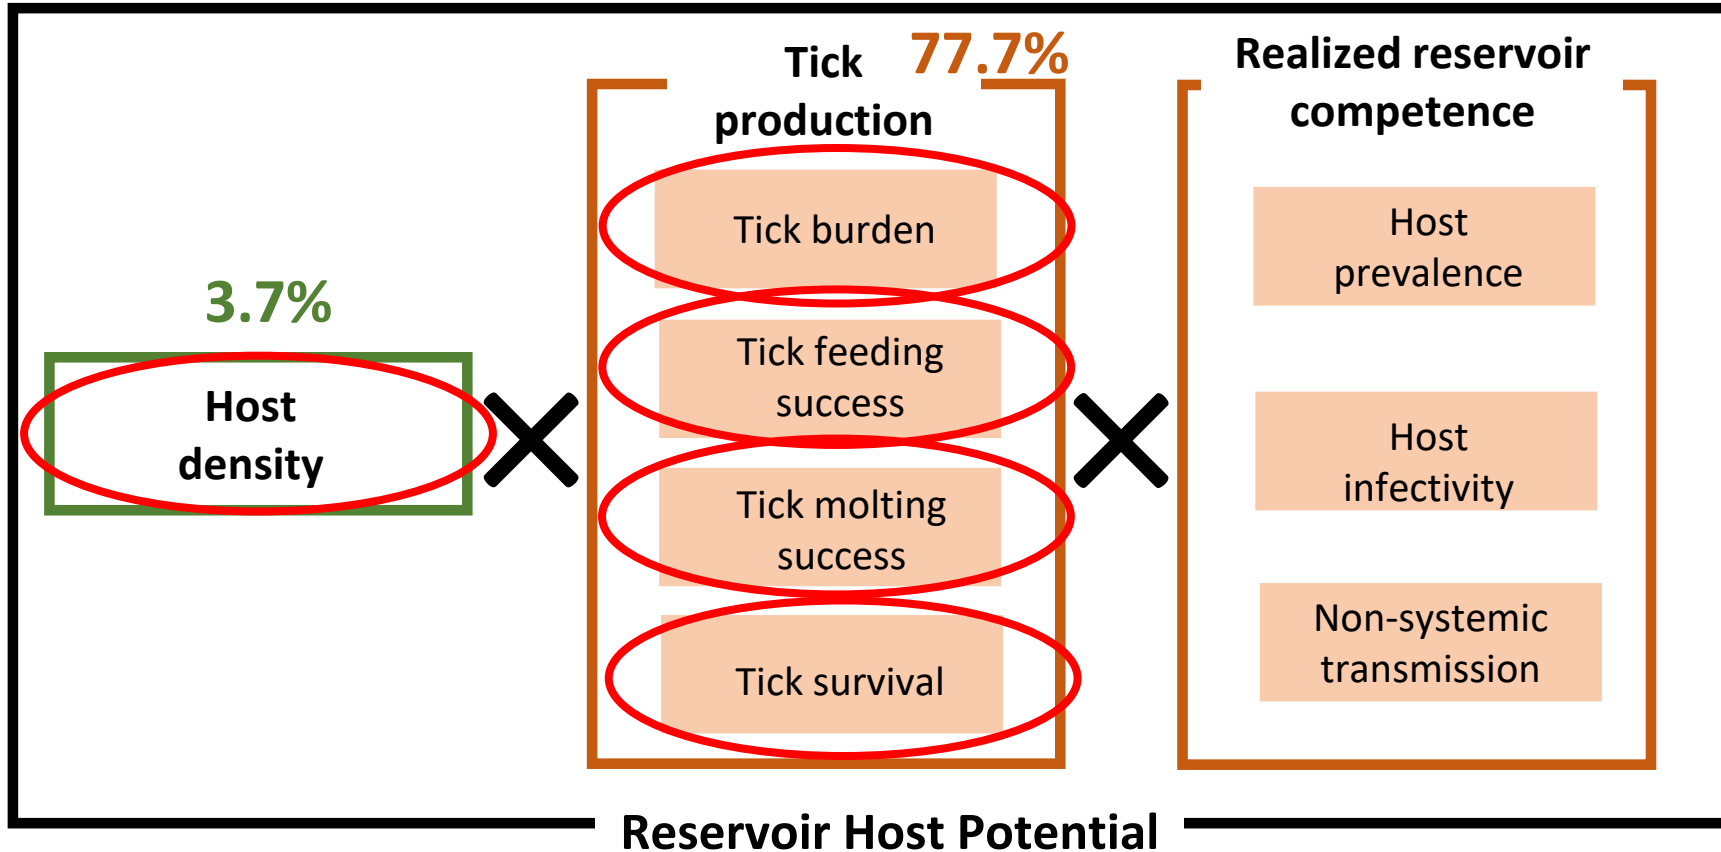 3.7%
Host
density
Tick
production
77.7%
Tick burden
Tick feeding
success
Tick molting
success
Tick survival
Realized reservoir
competence
Host
prevalence
Host
infectivity
Non-systemic
transmission
Reservoir Host Potential